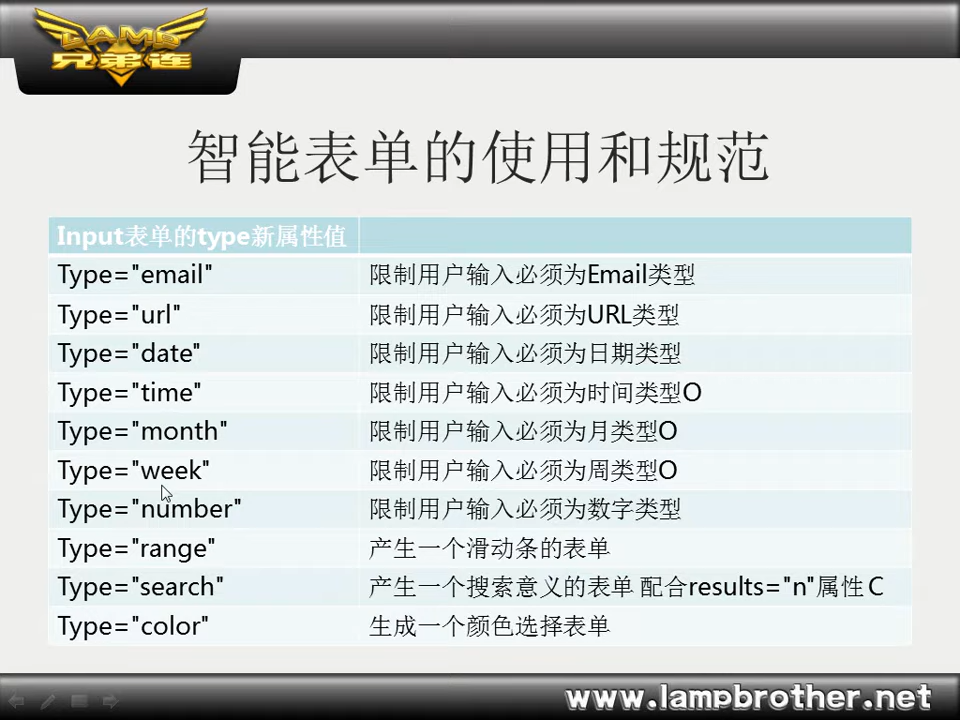 LAMP
兄弟连
智能表单的使用和规范
Input表单的type新属性值
Type="email" 限制用户输入必须为Email类型
Type="url" 限制用户输入必须为URL类型
Type="date" 限制用户输入必须为日期类型
Type="time" 限制用户输入必须为时间类型O
Type="month" 限制用户输入必须为月类型O
Type="week" 限制用户输入必须为周类型O
Type="number" 限制用户输入必须为数字类型
Type="range" 产生一个滑动条的表单
Type="search" 产生一个搜索意义的表单 配合results="n"属性 C
Type="color" 生成一个颜色选择表单
www.lampbrother.net